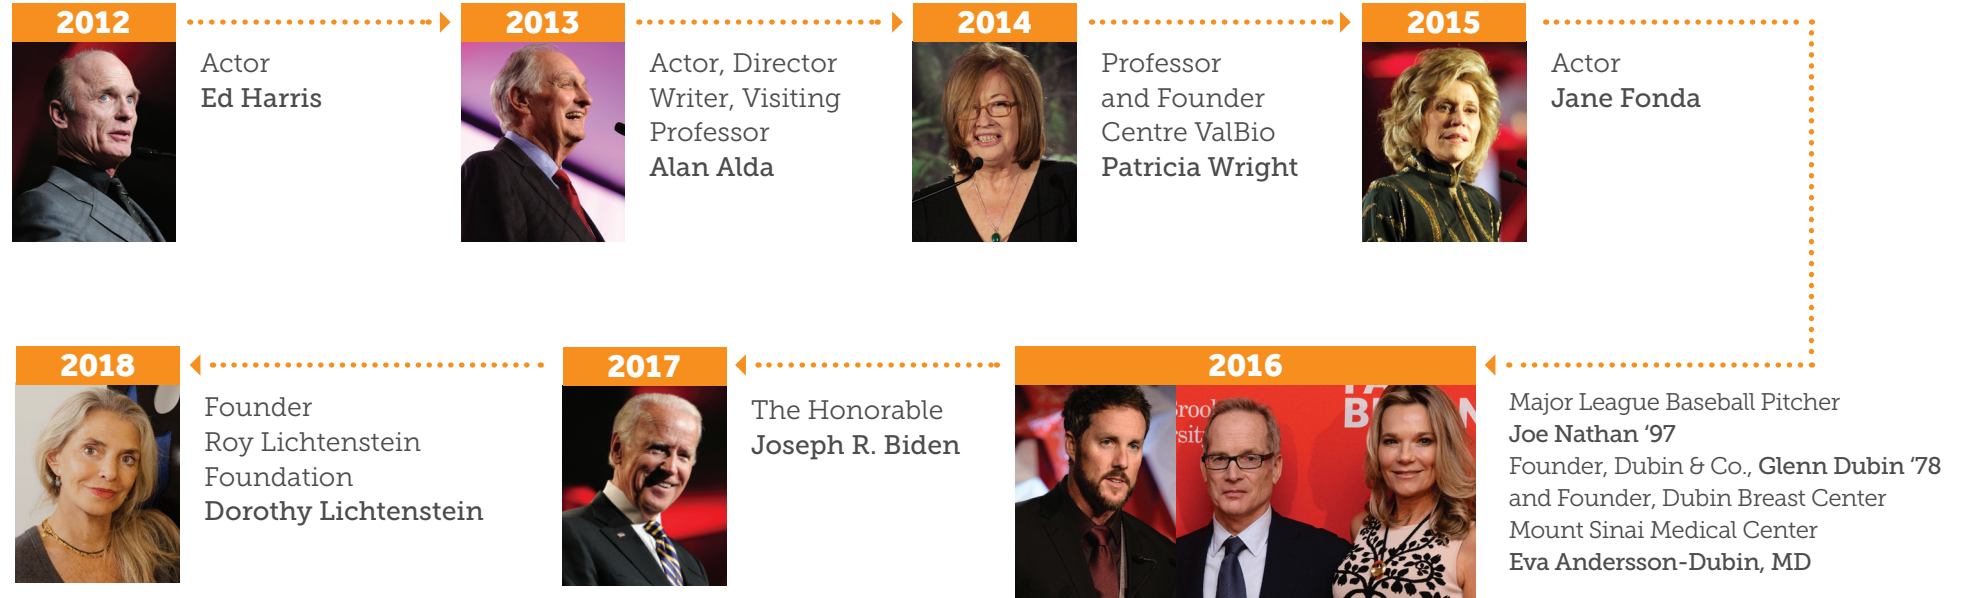 2012
Actor
Ed Harris
2013
Actor, Director
Writer, Visiting
Professor
Alan Alda
2014
Professor
and Founder
Centre ValBio
Patricia Wright
2015
Actor
Jane Fonda
2016
Major League Baseball Pitcher
Joe Nathan ‘97
Founder, Dubin & Co., Glenn Dubin ‘78
and Founder, Dubin Breast Center
Mount Sinai Medical Center
Eva Andersson-Dubin, MD
2017
The Honorable
Joseph R. Biden
2018
Founder
Roy Lichtenstein
Foundation
Dorothy Lichtenstein